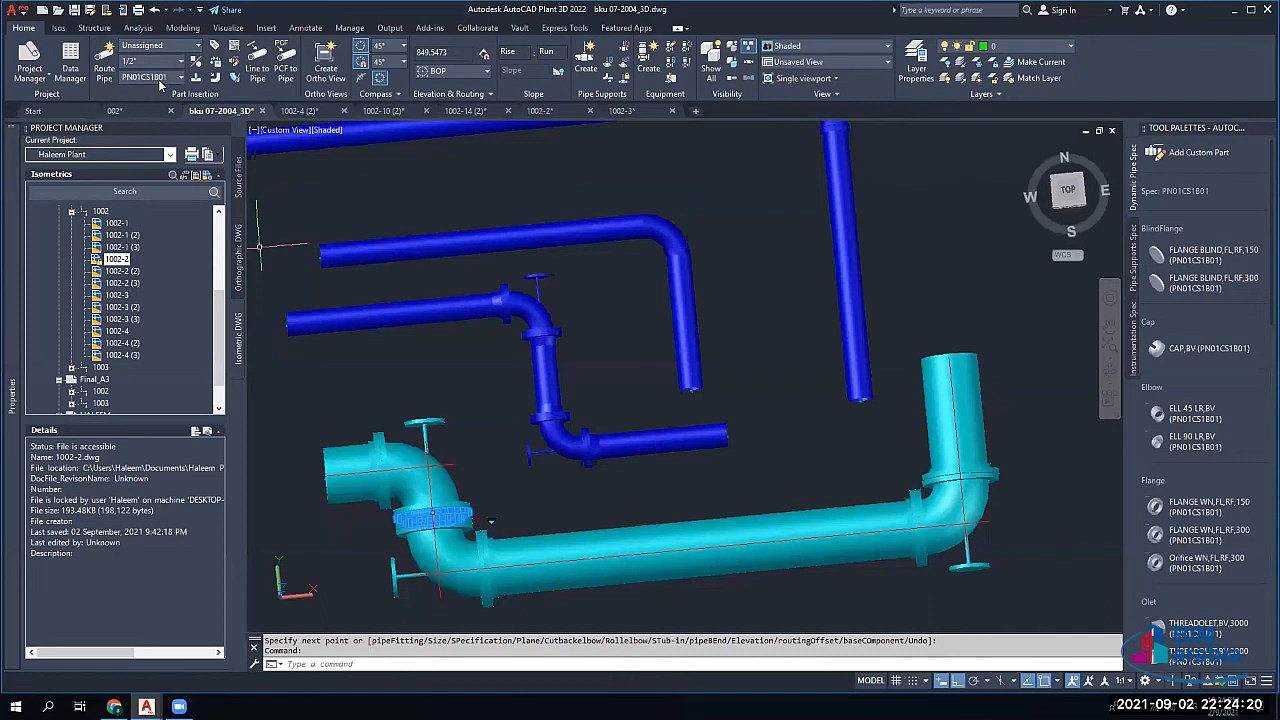 Share
Autodesk AutoCAD Plant 3D 2022 bku 07-2004_3D.dwg
Type a keyword or phrase
Sign In
Home Isos Structure Analysis Modeling Visualize Insert Annotate Manage Output Collaborate Vault Express Tools Featured Apps
Project Manager
Data Manager
Project
Route Pipe
Unassigned
1/2"
PN01CS1B01
Line to Pipe
PCF to Pipe
Part Insertion
Create Ortho View
Ortho Views
45°
45°
Compass
849.5473
BOP
Elevation & Routing
Rise : Run
Slope
Slope
Create
Pipe Supports
Create
Equipment
Show All
Visibility
Shaded
Unsaved View
Single viewport
View
Layer Properties
0
Make Current
Match Layer
Layers
Start
002*
bku 07-2004_3D*
1002-4 (2)*
1002-10 (2)*
1002-14 (2)*
1002-2*
1002-3*
PROJECT MANAGER
Current Project:
Haleem Plant
Isometrics
Search
1002
1002-1
1002-1 (2)
1002-1 (3)
1002-2
1002-2 (2)
1002-2 (3)
1002-3
1002-3 (2)
1002-3 (3)
1002-4
1002-4 (2)
1002-4 (3)
1003
Final_A3
1002
1003
Details
Status: File is accessible
Name: 1002-2.dwg
File location: C:\Users\Haleem\Documents\Haleem P
DocFile_RevisonName: Unknown
Number:
File is locked by user 'Haleem' on machine 'DESKTOP-
File size: 193.48KB (198,122 bytes)
File creator:
Last saved: 02 September, 2021 9:42:18 PM
Last edited by: Unknown
Description:
Properties
Source Files
Orthographic DWG
Isometric DWG
[−][Custom View][Shaded]
N
W
TOP
E
S
WCS
Y
X
Specify next point or [pipeFitting/Size/SPecification/Plane/Cutbackelbow/Rollelbow/STub-in/pipeBEnd/Elevation/routingOffset/baseCOmponent/Undo]:
Command:
Type a command
TOOL PALETTES - AUTOC...
Dynamic Pipe Spec
Pipe Supports Spec
Instrumentation Spec
Add Custom Part
Spec: PN01CS1B01
BlindFlange
FLANGE BLIND,FL,RF,150
(PN01CS1B01)
FLANGE BLIND,FL,RF,300
(PN01CS1B01)
Cap
CAP,BV (PN01CS1B01)
Elbow
ELL 45 LR,BV
(PN01CS1B01)
ELL 90 LR,BV
(PN01CS1B01)
Flange
FLANGE WN,FL,RF,150
(PN01CS1B01)
FLANGE WN,FL,RF,300
(PN01CS1B01)
Orifice WN,FL,RF,300
(PN01CS1B01)
Olet
THREADOLET,BV,3000
(PN01CS1B01)
(PN01CS1B01)
MODEL
1:1
2021-09-02 22:24:20